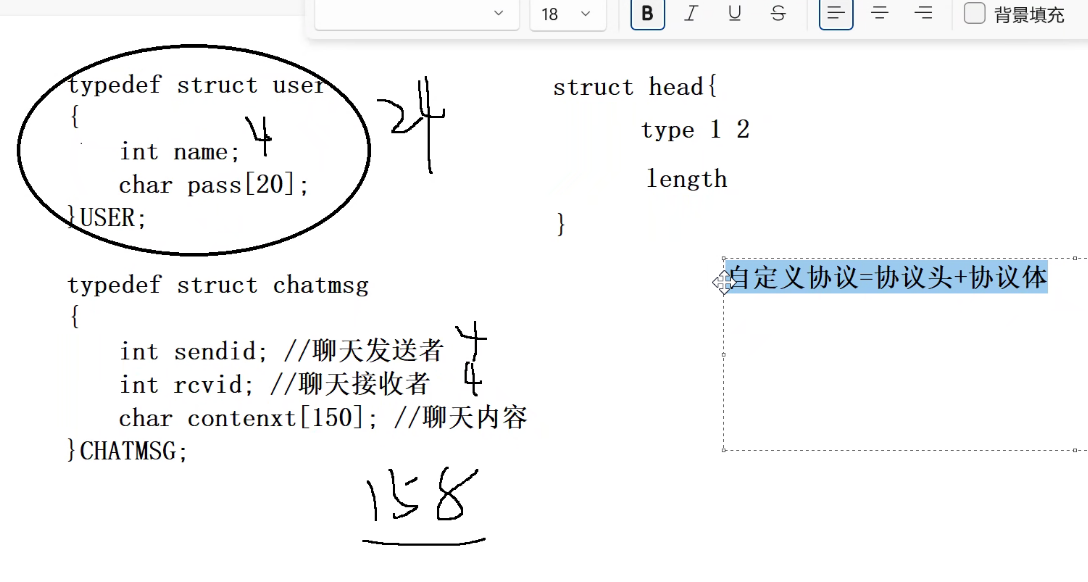 18
B I U S
背景填充
typedef struct user
{
int name; 4
char pass[20];
}USER;
24
typedef struct chatmsg
{
int sendid; //聊天发送者 4
int rcvid; //聊天接收者 4
char contenxt[150]; //聊天内容
}CHATMSG;
158
struct head{
type 1 2
length
}
自定义协议=协议头+协议体